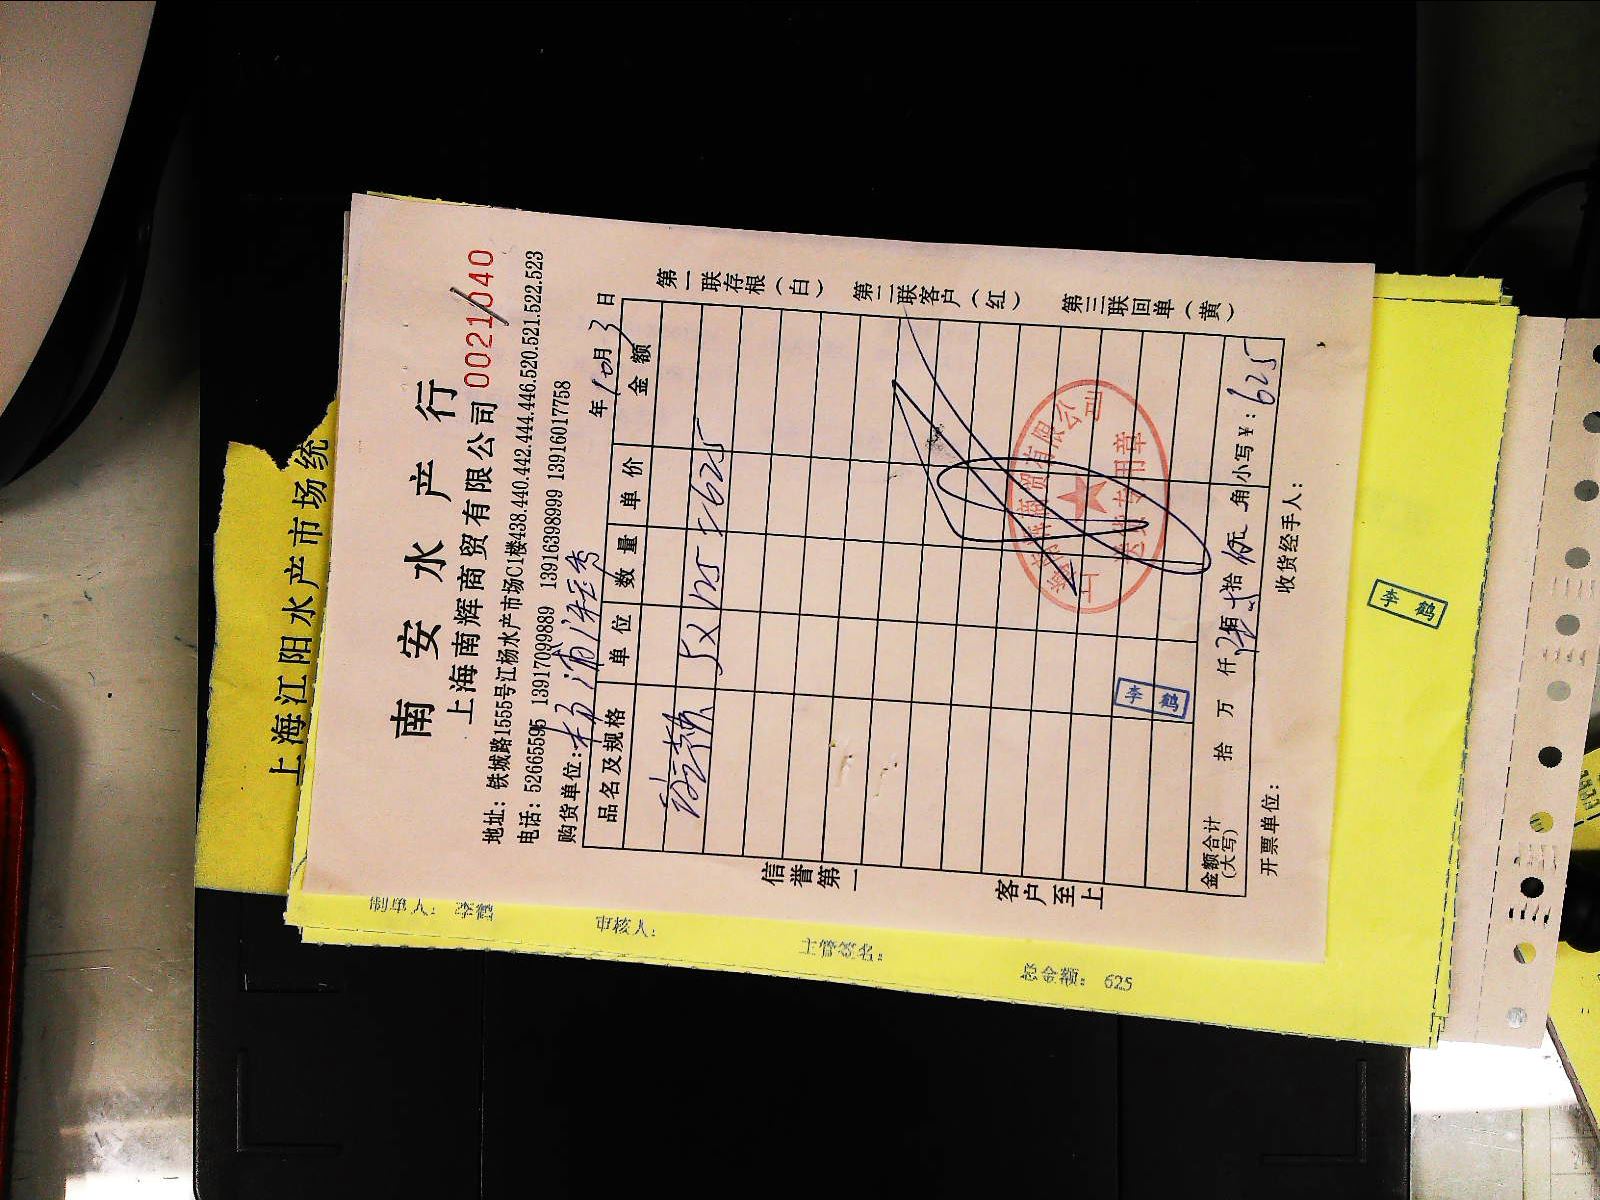 上海江阳水产市场统
南安水产行
上海南辉商贸有限公司 0021040
地址：铁城路1555号江杨水产市场C1楼438.440.442.444.446.520.521.522.523
电话：52665595 13917099889 13916398999 13916017758
购货单位：杨浦
年10月3日
品名及规格 单位 数量 单价 金额
5X125=625
第一联存根（白）
第二联客户（红）
第三联回单（黄）
信誉第一
客户至上
李鹤
金额合计(大写) 拾 万 仟 陆佰 拾 伍元 角 小写¥：625
开票单位： 收货经手人：
李鹤
制单人：
审核人：
625